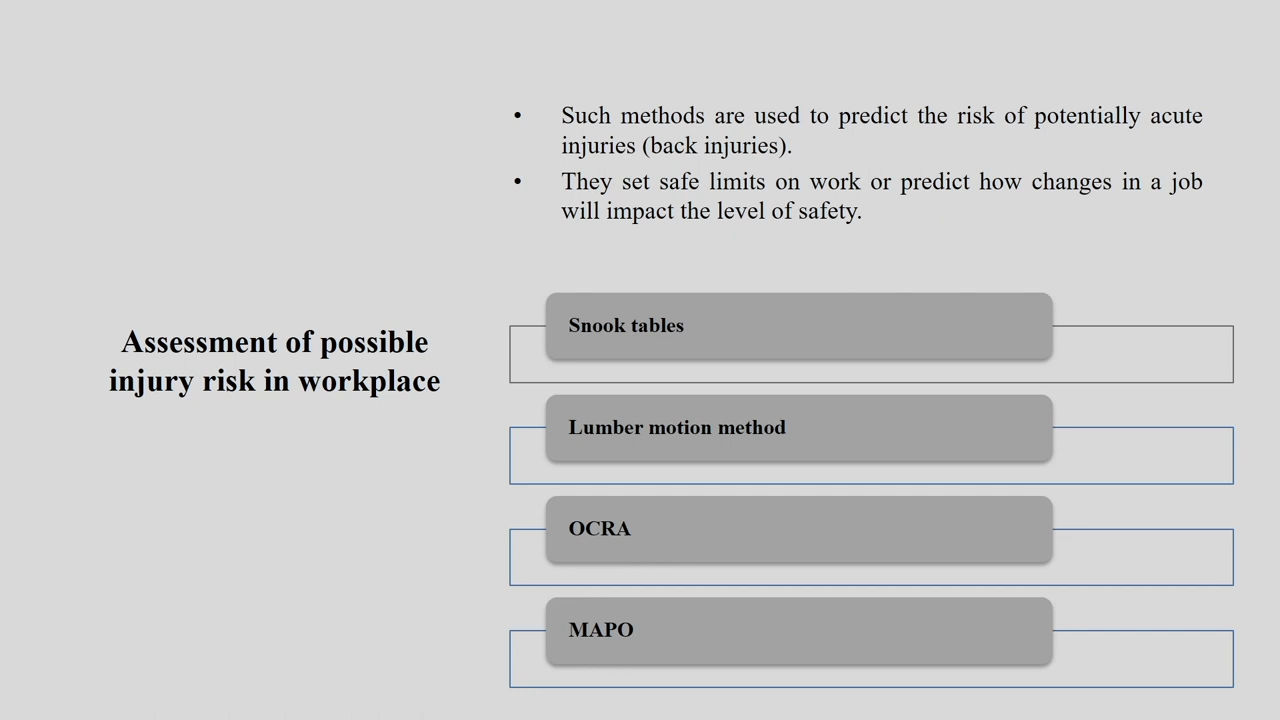 • Such methods are used to predict the risk of potentially acute
injuries (back injuries).
• They set safe limits on work or predict how changes in a job
will impact the level of safety.
Assessment of possible
injury risk in workplace
Snook tables
Lumber motion method
OCRA
MAPO